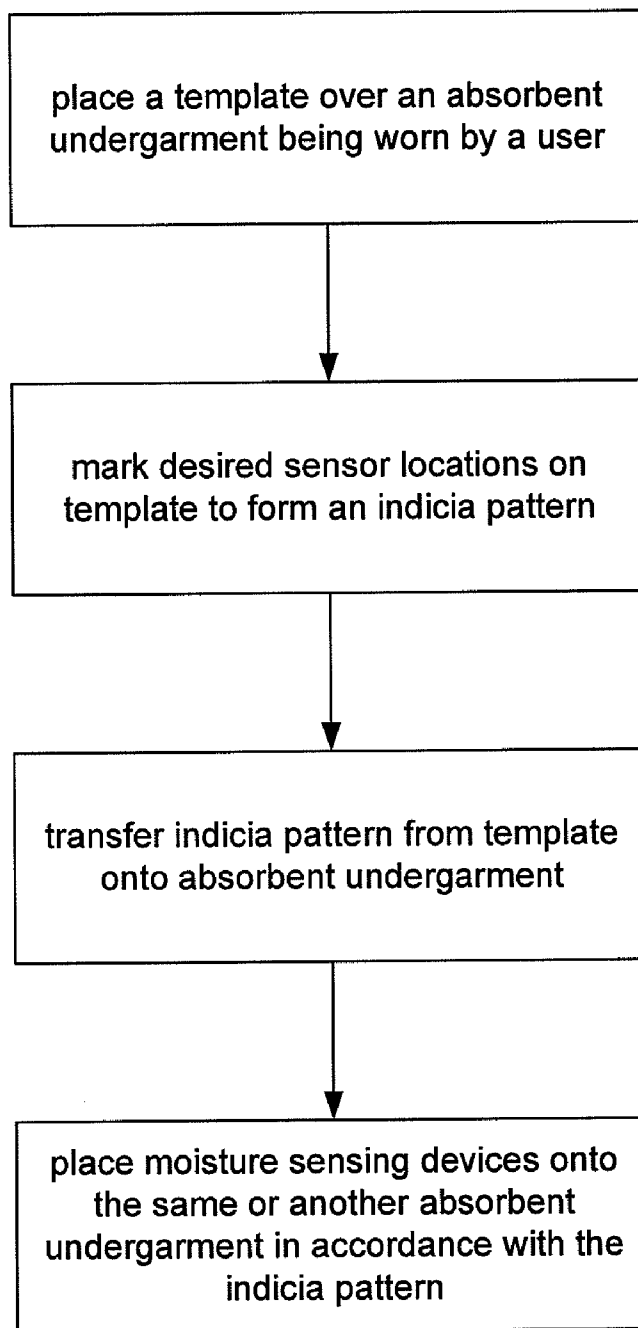 place a template over an absorbent
undergarment being worn by a user
mark desired sensor locations on
template to form an indicia pattern
transfer indicia pattern from template
onto absorbent undergarment
place moisture sensing devices onto
the same or another absorbent
undergarment in accordance with the
indicia pattern